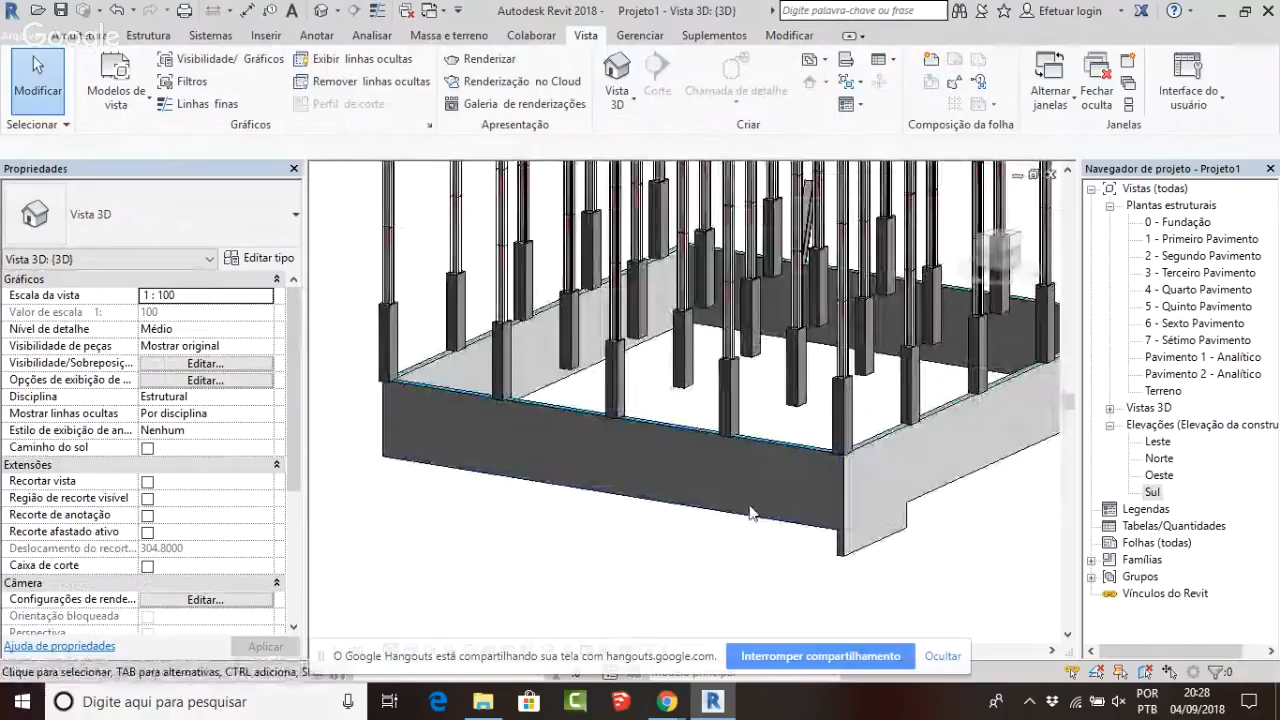 Autodesk Revit 2018 - Projeto1 - Vista 3D: {3D}
Digite palavra-chave ou frase
Efetuar login
Google
Estrutura
Sistemas
Inserir
Anotar
Analisar
Massa e terreno
Colaborar
Vista
Gerenciar
Suplementos
Modificar
Modificar
Selecionar
Modelos de vista
Visibilidade/ Gráficos
Filtros
Linhas finas
Exibir linhas ocultas
Remover linhas ocultas
Perfil de corte
Gráficos
Renderizar
Renderização no Cloud
Galeria de renderizações
Apresentação
Vista 3D
Corte
Chamada de detalhe
Criar
Composição da folha
Alternar janelas
Fechar oculta
Interface do usuário
Janelas
Propriedades
Vista 3D
Vista 3D: {3D}
Editar tipo
Gráficos
Escala da vista 1 : 100
Valor de escala 1: 100
Nível de detalhe Médio
Visibilidade de peças Mostrar original
Visibilidade/Sobreposiç... Editar...
Opções de exibição de ... Editar...
Disciplina Estrutural
Mostrar linhas ocultas Por disciplina
Estilo de exibição de an... Nenhum
Caminho do sol
Extensões
Recortar vista
Região de recorte visível
Recorte de anotação
Recorte afastado ativo
Deslocamento do recort... 304.8000
Caixa de corte
Câmera
Configurações de rende... Editar...
Orientação bloqueada
Perspectiva
Ajuda de propriedades
Aplicar
Navegador de projeto - Projeto1
Vistas (todas)
Plantas estruturais
0 - Fundação
1 - Primeiro Pavimento
2 - Segundo Pavimento
3 - Terceiro Pavimento
4 - Quarto Pavimento
5 - Quinto Pavimento
6 - Sexto Pavimento
7 - Sétimo Pavimento
Pavimento 1 - Analítico
Pavimento 2 - Analítico
Terreno
Vistas 3D
Elevações (Elevação da constru
Leste
Norte
Oeste
Sul
Legendas
Tabelas/Quantidades
Folhas (todas)
Famílias
Grupos
Vínculos do Revit
O Google Hangouts está compartilhando sua tela com hangouts.google.com.
Interromper compartilhamento
Ocultar
Clique para selecionar, TAB para alternativas, CTRL adiciona, S
:0
Digite aqui para pesquisar
POR
PTB
20:28
04/09/2018